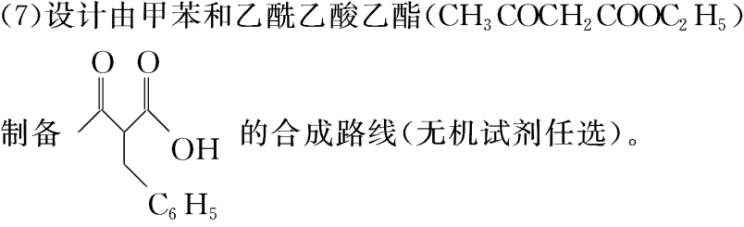 (7)设计由甲苯和乙酰乙酸乙酯(CH₃COCH₂COOC₂H₅)
O O
制备 OH 的合成路线(无机试剂任选)。
C₆H₅